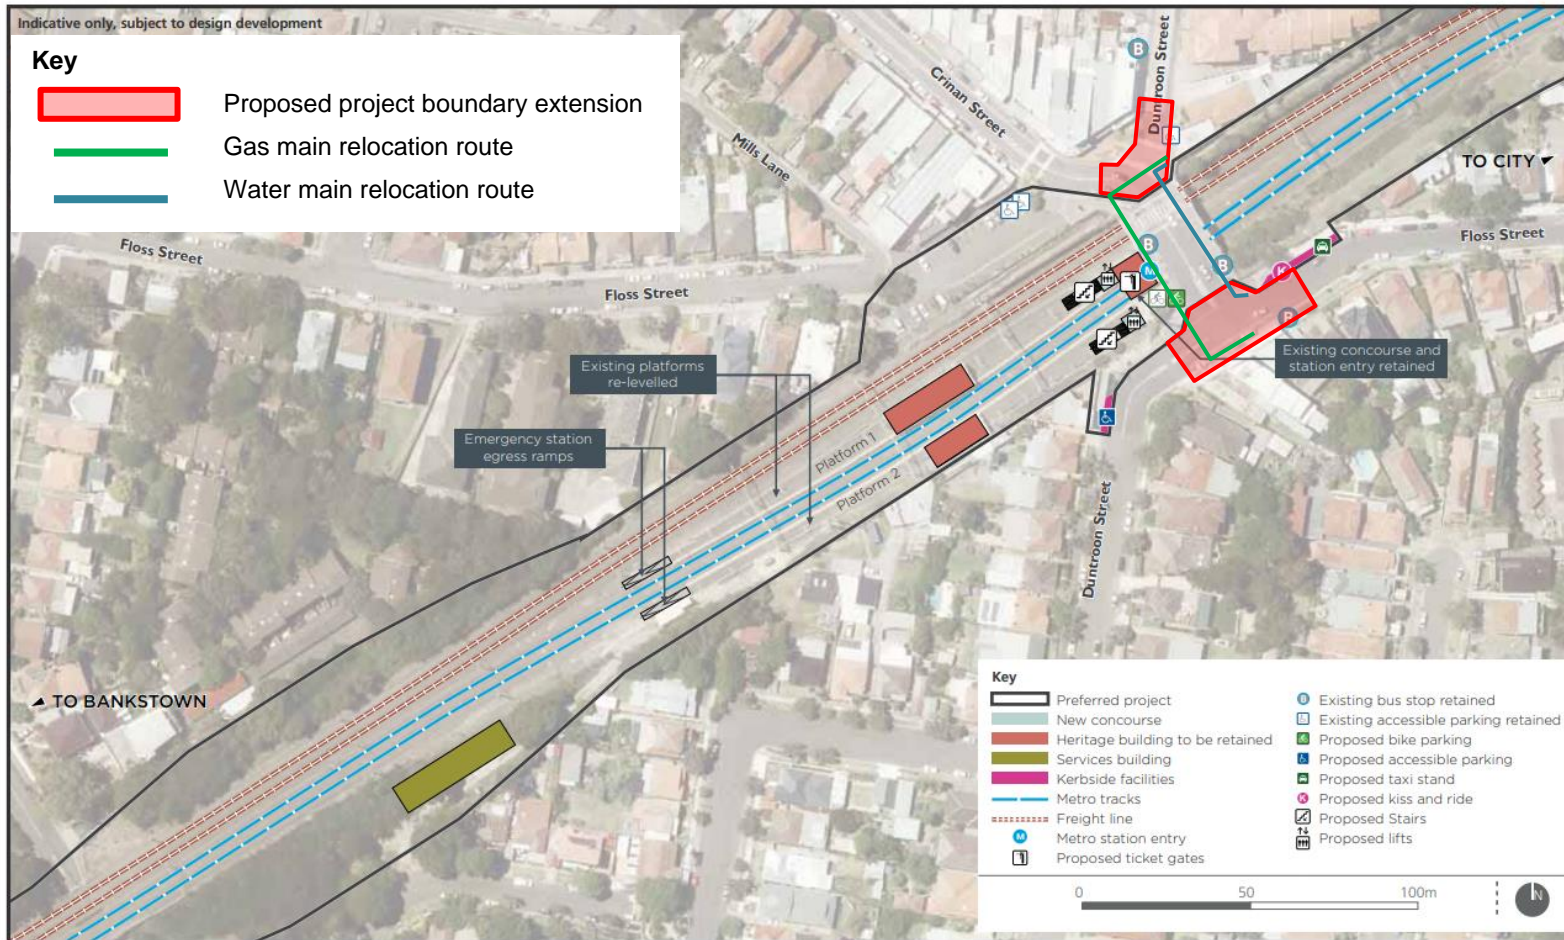 Indicative only, subject to design development
Key
Proposed project boundary extension
Gas main relocation route
Water main relocation route
Duntroon Street
B
Crinan Street
Mills Lane
TO CITY
Floss Street
Floss Street
Floss Street
B
B
M
K
B
Existing concourse and
station entry retained
Existing platforms
re-levelled
Emergency station
egress ramps
Platform 1
Platform 2
Duntroon Street
TO BANKSTOWN
Key
Preferred project
New concourse
Heritage building to be retained
Services building
Kerbside facilities
Metro tracks
Freight line
M Metro station entry
Proposed ticket gates
B Existing bus stop retained
Existing accessible parking retained
Proposed bike parking
Proposed accessible parking
Proposed taxi stand
K Proposed kiss and ride
Proposed Stairs
Proposed lifts
0 50 100m
N